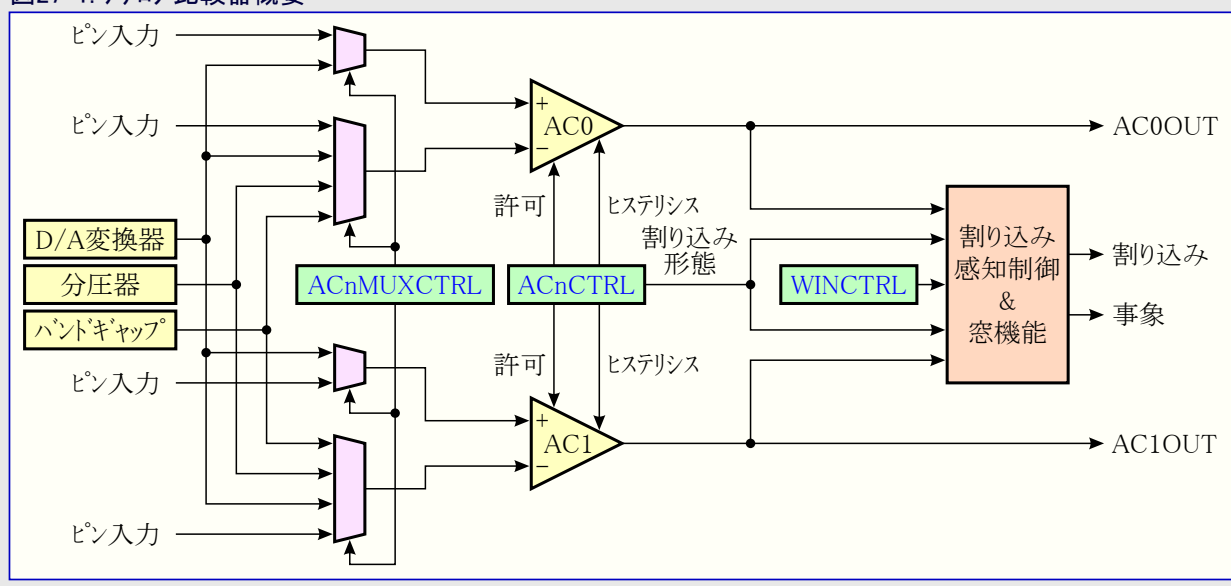 ピン入力
ピン入力
+
AC0
−
AC0OUT
許可
ヒステリシス
割り込み
形態
D/A変換器
分圧器
バンドギャップ
ACnMUXCTRL
ACnCTRL
WINCTRL
割り込み
感知制御
&
窓機能
割り込み
事象
ピン入力
許可
ヒステリシス
+
AC1
−
AC1OUT
ピン入力